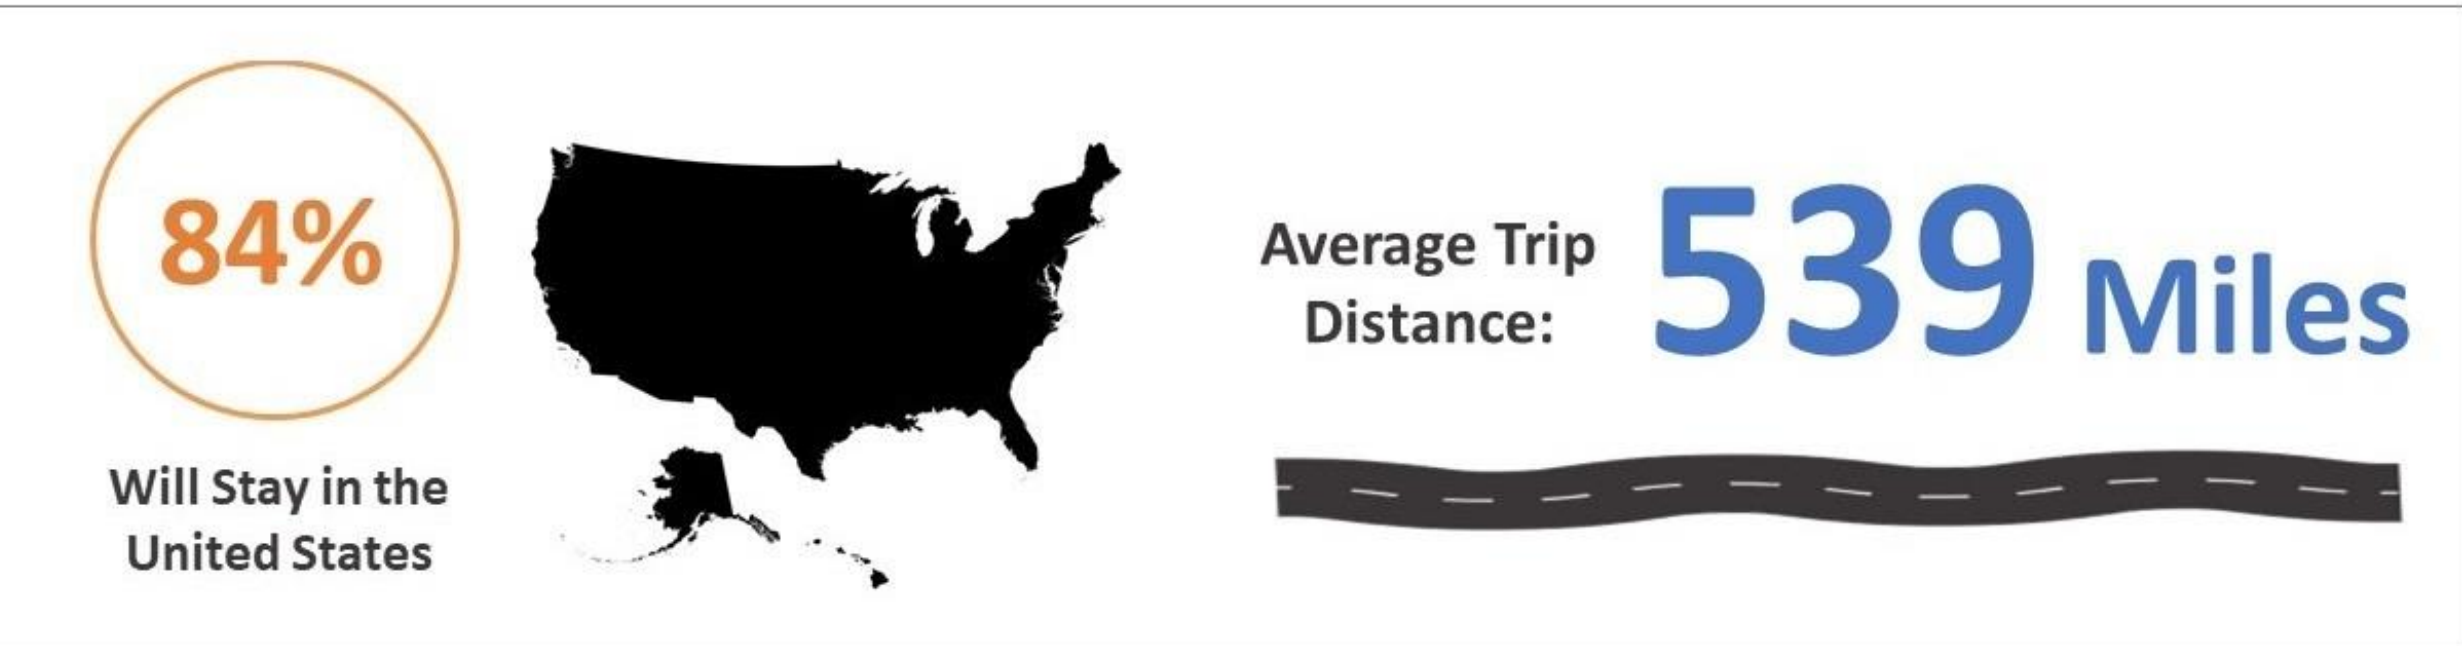 84%
Will Stay in the
United States
Average Trip
Distance:
539 Miles